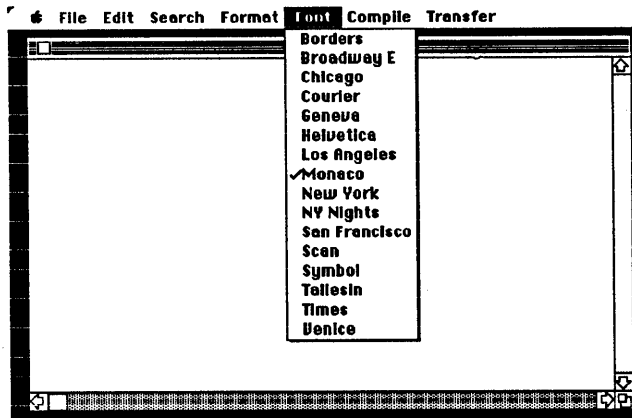 File Edit Search Format Font Compile Transfer
Borders
Broadway E
Chicago
Courier
Geneva
Helvetica
Los Angeles
✓Monaco
New York
NY Nights
San Francisco
Scan
Symbol
Taliesin
Times
Venice